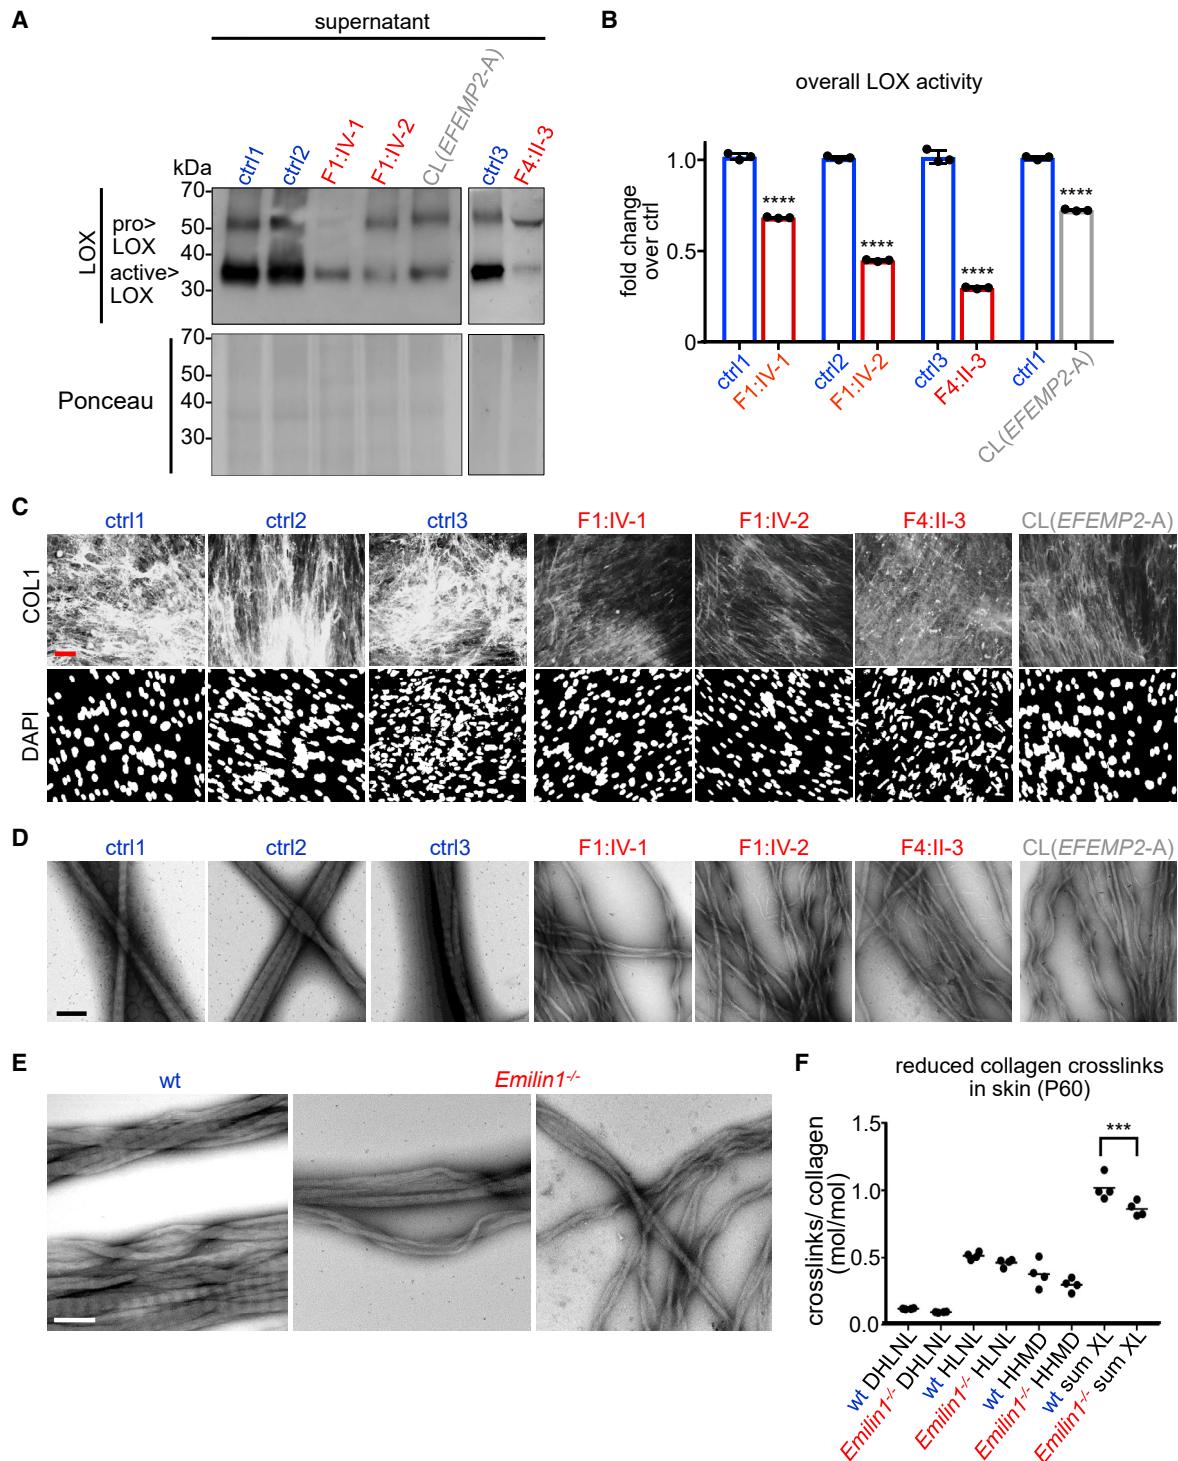 A
supernatant
ctrl1 ctrl2 F1:IV-1 F1:IV-2 CL(EFEMP2-A) ctrl3 F4:II-3
kDa
LOX
pro>
LOX
active>
LOX
70
50
40
30
Ponceau
70
50
40
30
B
overall LOX activity
fold change
over ctrl
1.0
0.5
0
**** **** **** ****
ctrl1 F1:IV-1 ctrl2 F1:IV-2 ctrl3 F4:II-3 ctrl1 CL(EFEMP2-A)
C
ctrl1 ctrl2 ctrl3 F1:IV-1 F1:IV-2 F4:II-3 CL(EFEMP2-A)
COL1
DAPI
D
ctrl1 ctrl2 ctrl3 F1:IV-1 F1:IV-2 F4:II-3 CL(EFEMP2-A)
E
wt Emilin1-/-
F
reduced collagen crosslinks
in skin (P60)
crosslinks/ collagen
(mol/mol)
1.5
1.0
0.5
0.0
***
wt DHLNL
Emilin1-/- DHLNL
wt HLNL
Emilin1-/- HLNL
wt HHMD
Emilin1-/- HHMD
wt sum XL
Emilin1-/- sum XL